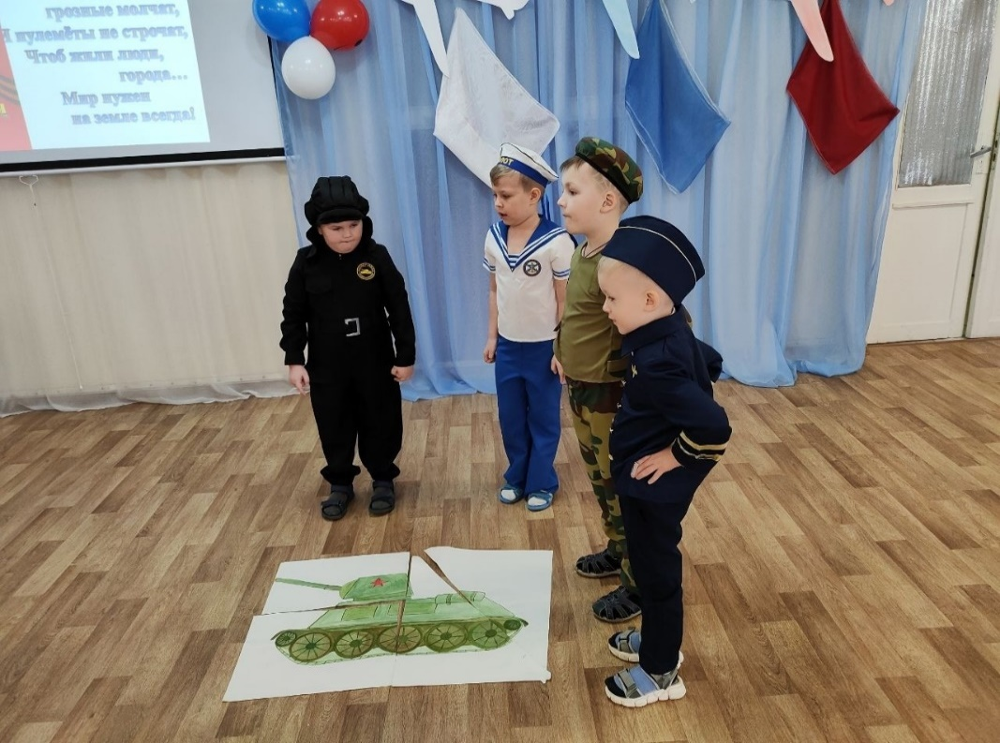 грозные молчат,
И пулемёты не строчат,
Чтоб жили люди,
города...
Мир нужен
на земле всегда!